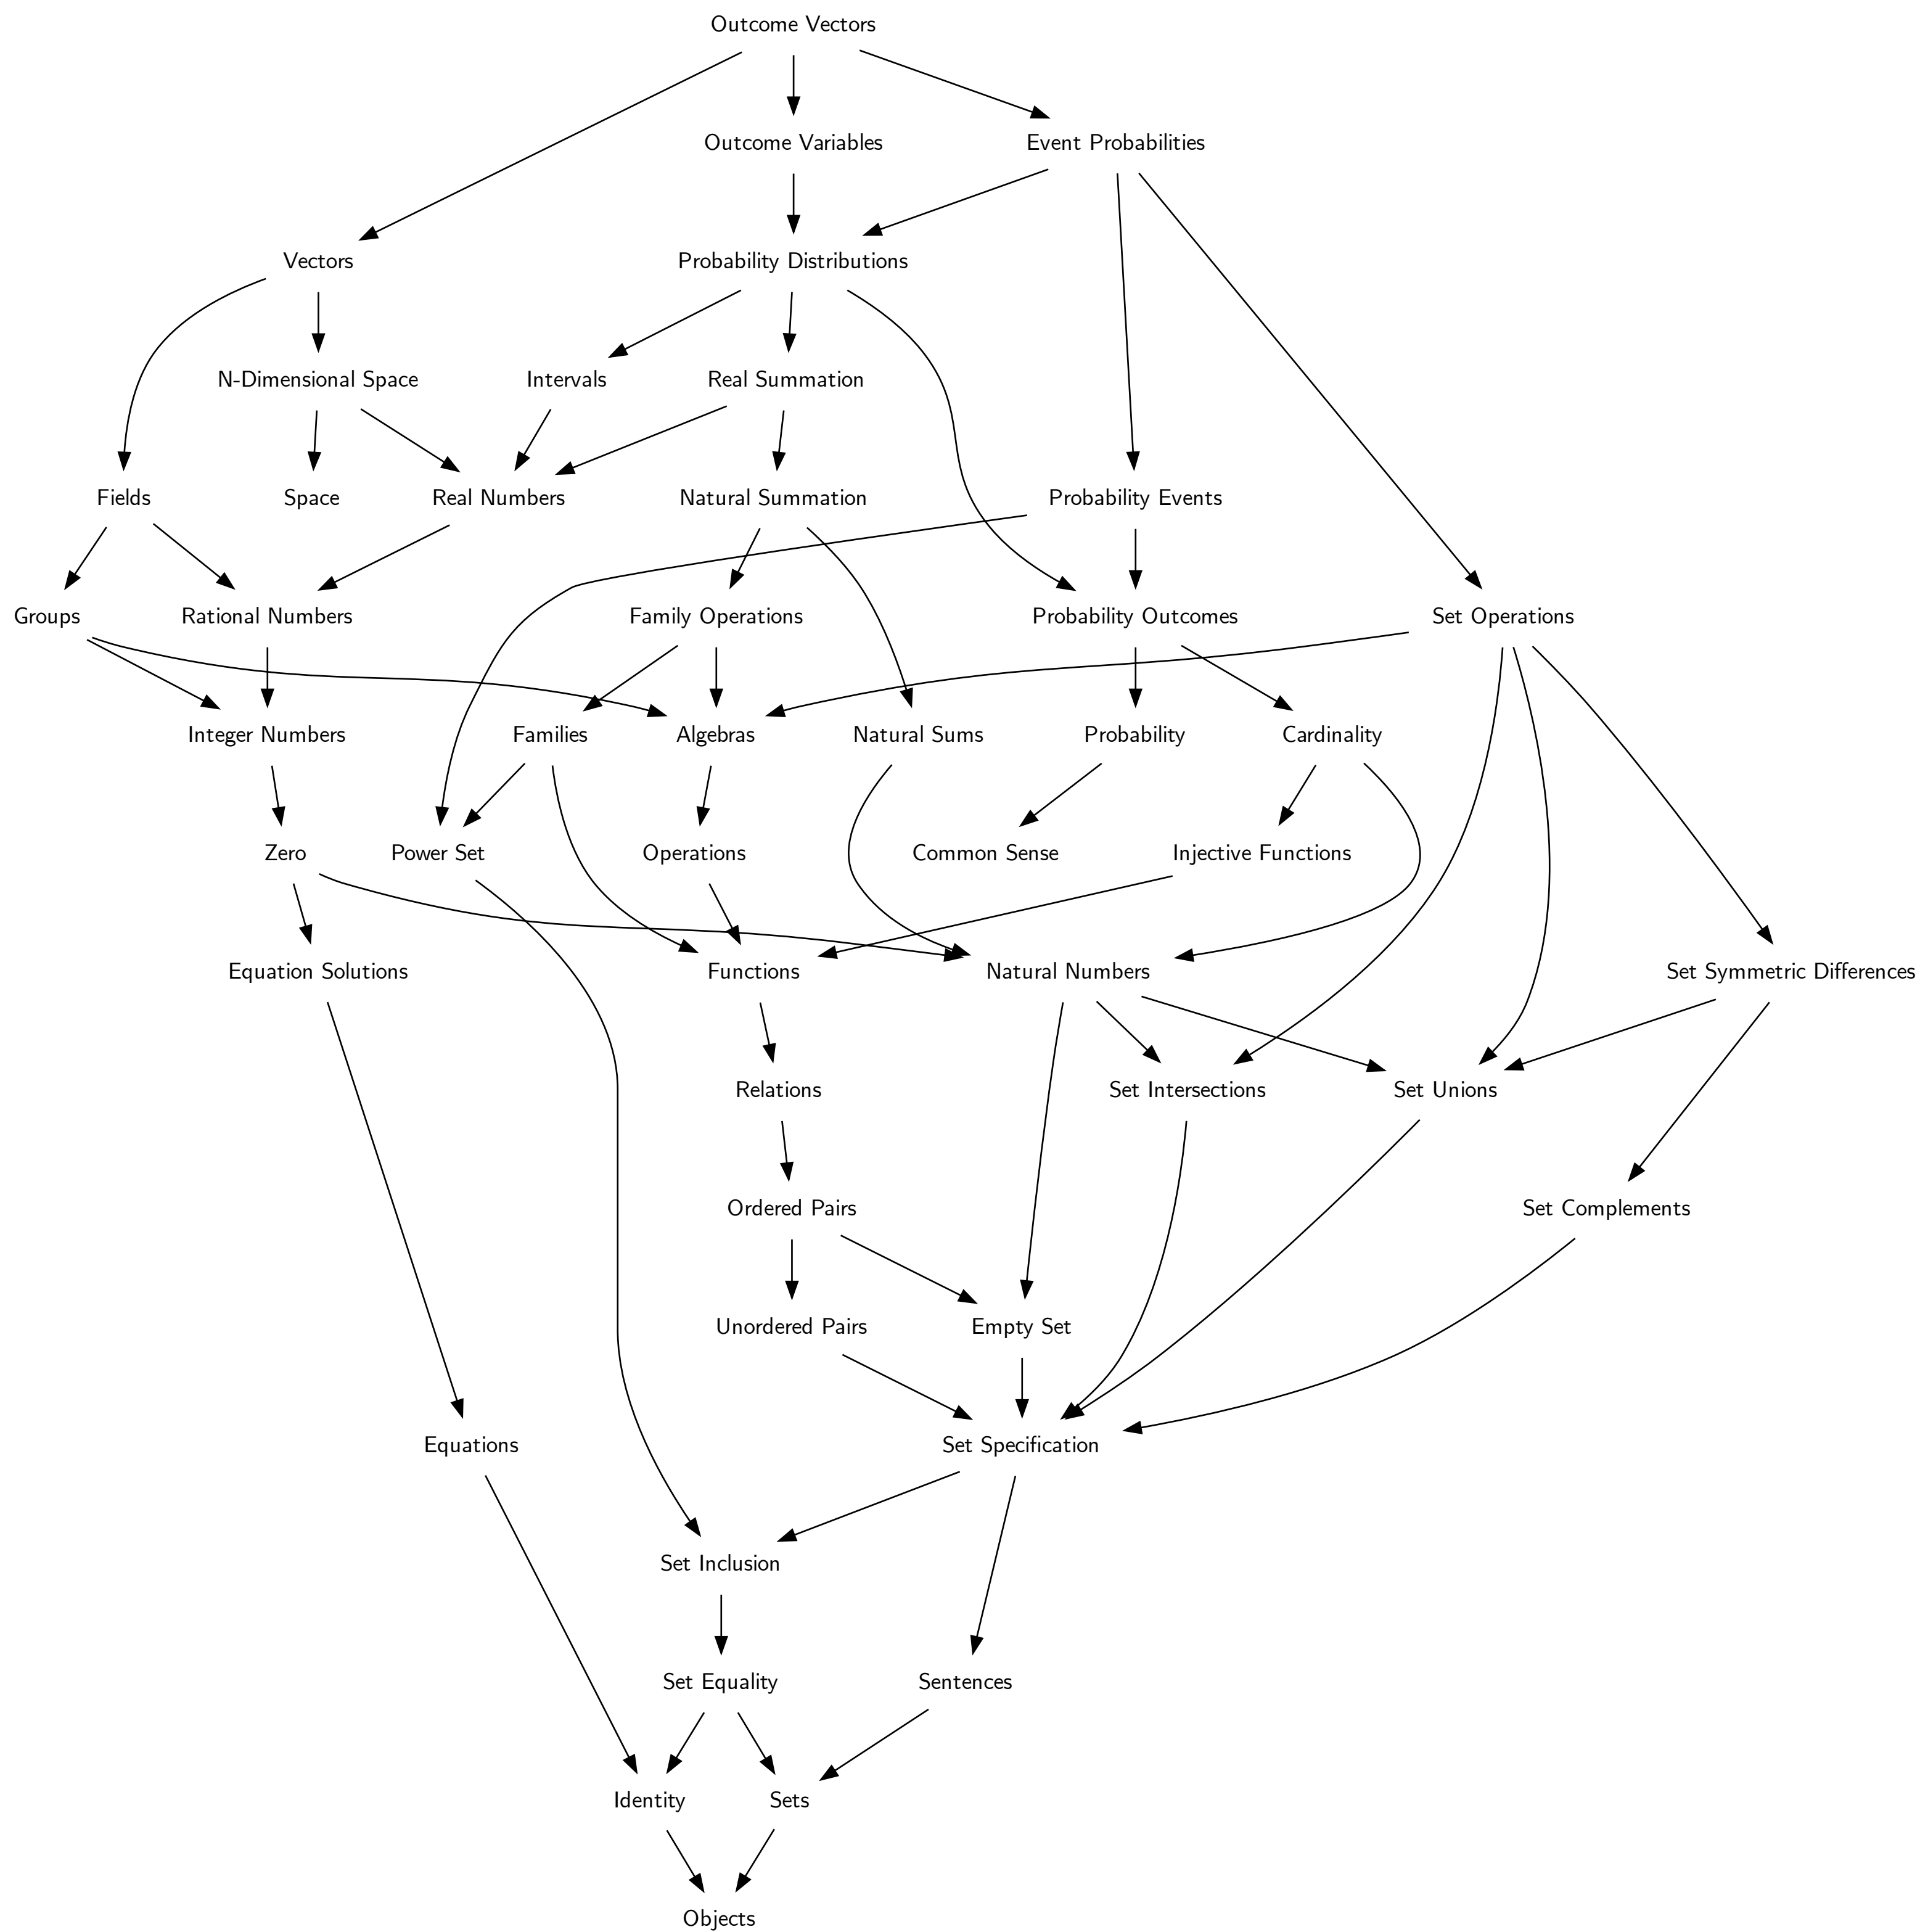 Outcome Vectors
Outcome Variables
Event Probabilities
Vectors
Probability Distributions
N-Dimensional Space
Intervals
Real Summation
Fields
Space
Real Numbers
Natural Summation
Probability Events
Groups
Rational Numbers
Family Operations
Probability Outcomes
Set Operations
Integer Numbers
Families
Algebras
Natural Sums
Probability
Cardinality
Zero
Power Set
Operations
Common Sense
Injective Functions
Equation Solutions
Functions
Natural Numbers
Set Symmetric Differences
Relations
Set Intersections
Set Unions
Ordered Pairs
Set Complements
Unordered Pairs
Empty Set
Equations
Set Specification
Set Inclusion
Set Equality
Sentences
Identity
Sets
Objects